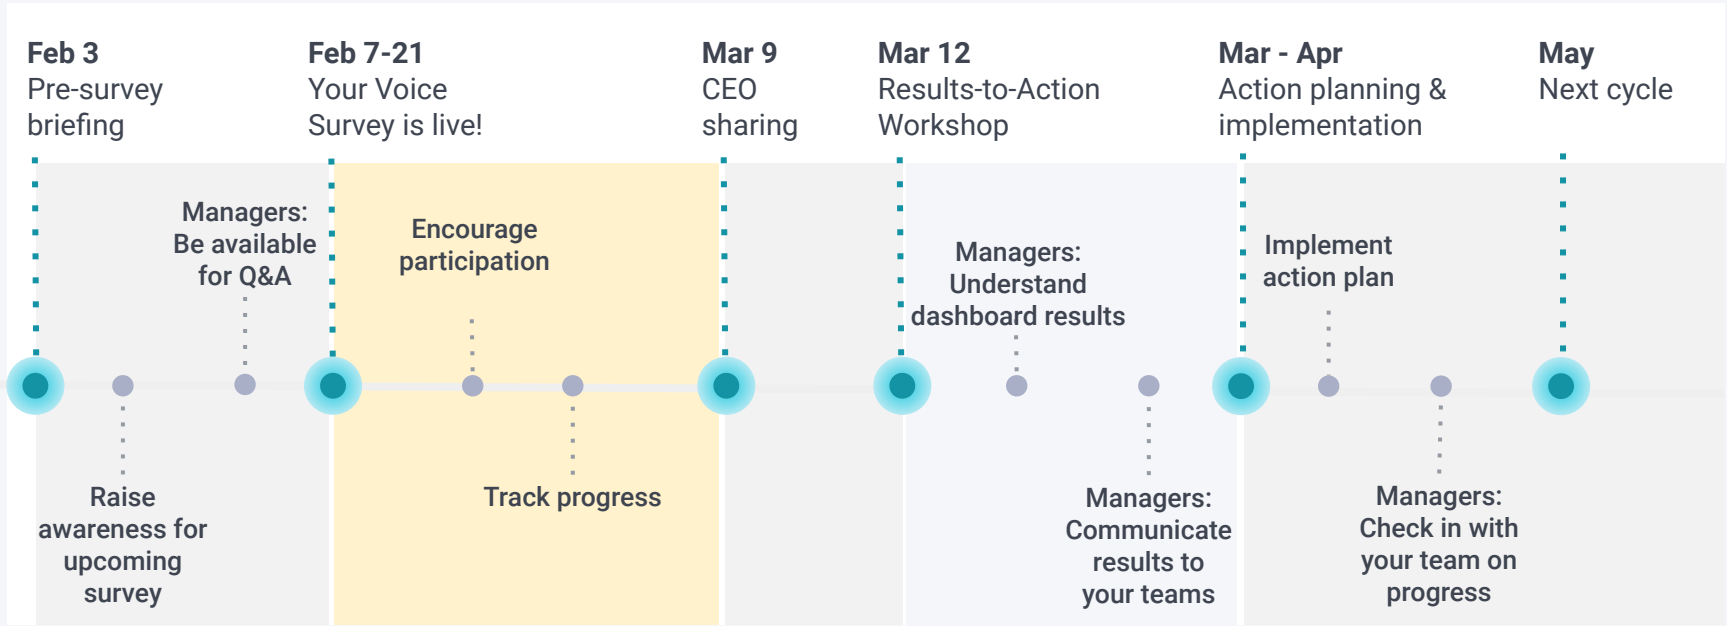 Feb 3
Pre-survey
briefing
Feb 7-21
Your Voice
Survey is live!
Mar 9
CEO
sharing
Mar 12
Results-to-Action
Workshop
Mar - Apr
Action planning &
implementation
May
Next cycle
Managers:
Be available
for Q&A
Encourage
participation
Managers:
Understand
dashboard results
Implement
action plan
Raise
awareness for
upcoming
survey
Track progress
Managers:
Communicate
results to
your teams
Managers:
Check in with
your team on
progress